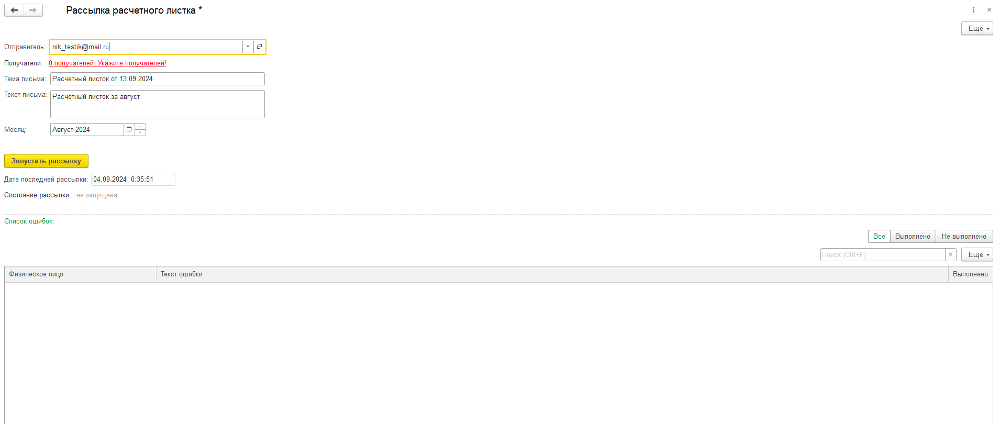 Рассылка расчетного листка *
Еще
Отправитель: nik_testik@mail.ru
Получатели: 0 получателей: Укажите получателей!
Тема письма: Расчетный листок от 13.09.2024
Текст письма: Расчетный листок за август
Месяц: Август 2024
Запустить рассылку
Дата последней рассылки: 04.09.2024 0:35:51
Состояние рассылки: не запущена
Список ошибок:
Все Выполнено Не выполнено
Поиск (Ctrl+F) × Еще
Физическое лицо Текст ошибки Выполнено